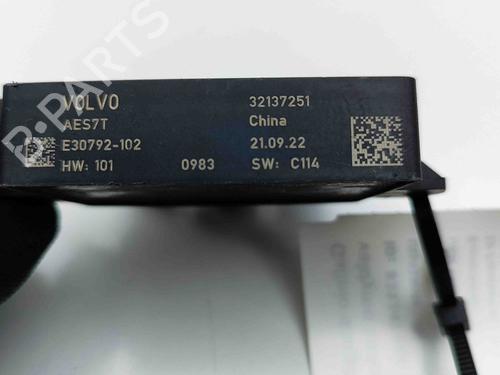 VOLVO 32137251
AES7T China
E30792-102 21.09.22
HW: 101 0983 SW: C114
B-PARTS